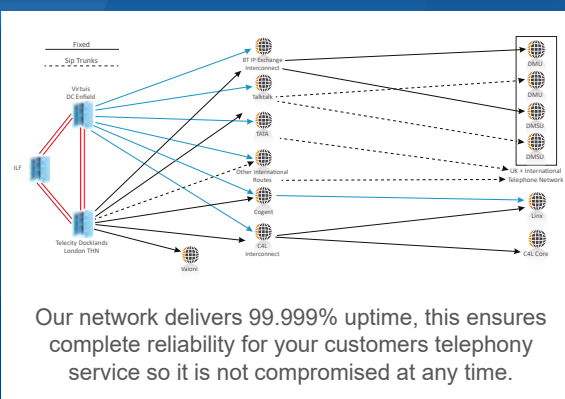 Fixed
Sip Trunks
Virtuis
DC Enfield
ILF
Telecity Docklands
London THN
BT IP Exchange
Interconnect
Talktalk
TATA
Other International
Routes
Cogent
C4L
Interconnect
Vaioni
DMU
DMU
DMSU
DMSU
UK + International
Telephone Network
Linx
C4L Core
Our network delivers 99.999% uptime, this ensures
complete reliability for your customers telephony
service so it is not compromised at any time.